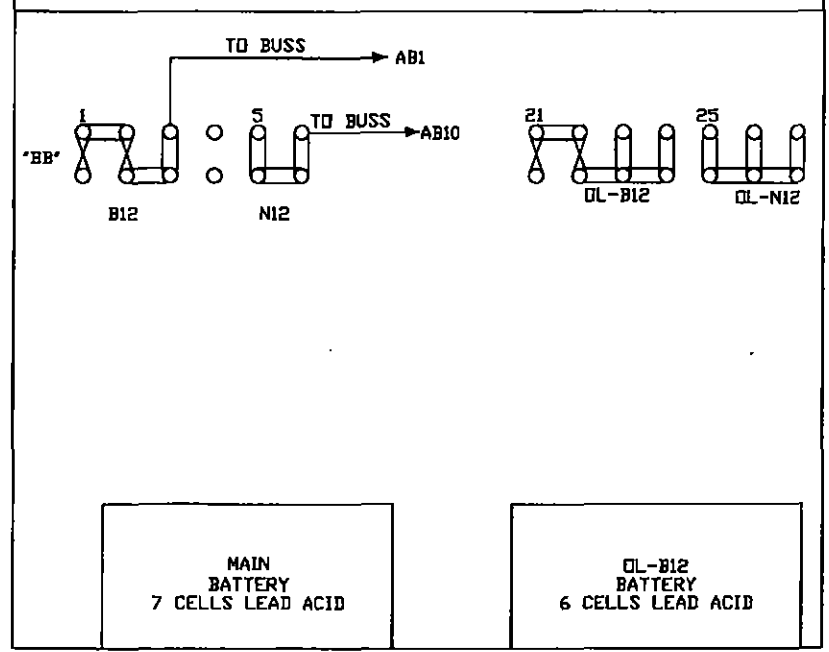 TO BUSS
AB1
1
5
TO BUSS
AB10
21
25
"BB"
B12
N12
OL-B12
OL-N12
MAIN
BATTERY
7 CELLS LEAD ACID
OL-B12
BATTERY
6 CELLS LEAD ACID